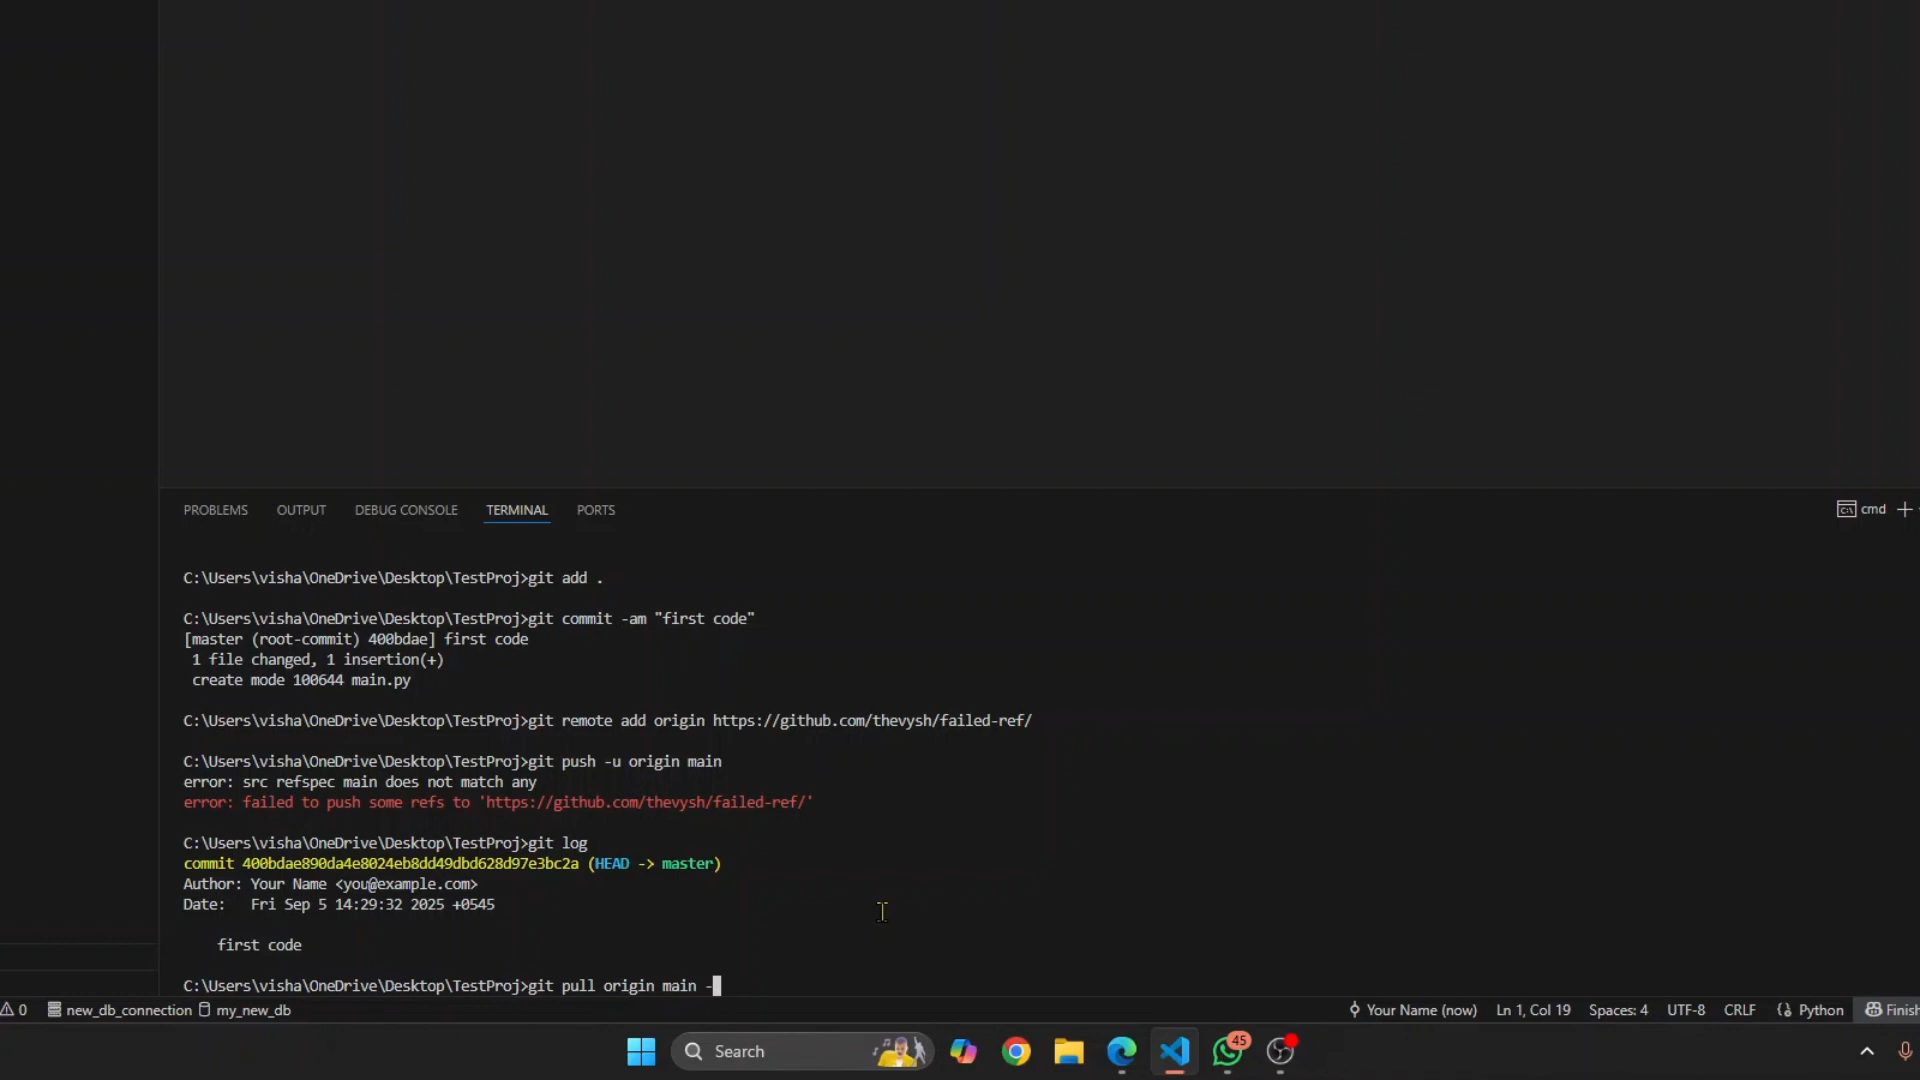 PROBLEMS OUTPUT DEBUG CONSOLE TERMINAL PORTS
cmd
C:\Users\visha\OneDrive\Desktop\TestProj>git add .
C:\Users\visha\OneDrive\Desktop\TestProj>git commit -am "first code"
[master (root-commit) 400bdae] first code
1 file changed, 1 insertion(+)
create mode 100644 main.py
C:\Users\visha\OneDrive\Desktop\TestProj>git remote add origin https://github.com/thevysh/failed-ref/
C:\Users\visha\OneDrive\Desktop\TestProj>git push -u origin main
error: src refspec main does not match any
error: failed to push some refs to 'https://github.com/thevysh/failed-ref/'
C:\Users\visha\OneDrive\Desktop\TestProj>git log
commit 400bdae890da4e8024eb8dd49dbd628d97e3bc2a (HEAD -> master)
Author: Your Name <you@example.com>
Date: Fri Sep 5 14:29:32 2025 +0545
first code
C:\Users\visha\OneDrive\Desktop\TestProj>git pull origin main -
0 new_db_connection my_new_db Your Name (now) Ln 1, Col 19 Spaces: 4 UTF-8 CRLF Python Finish
Search 45